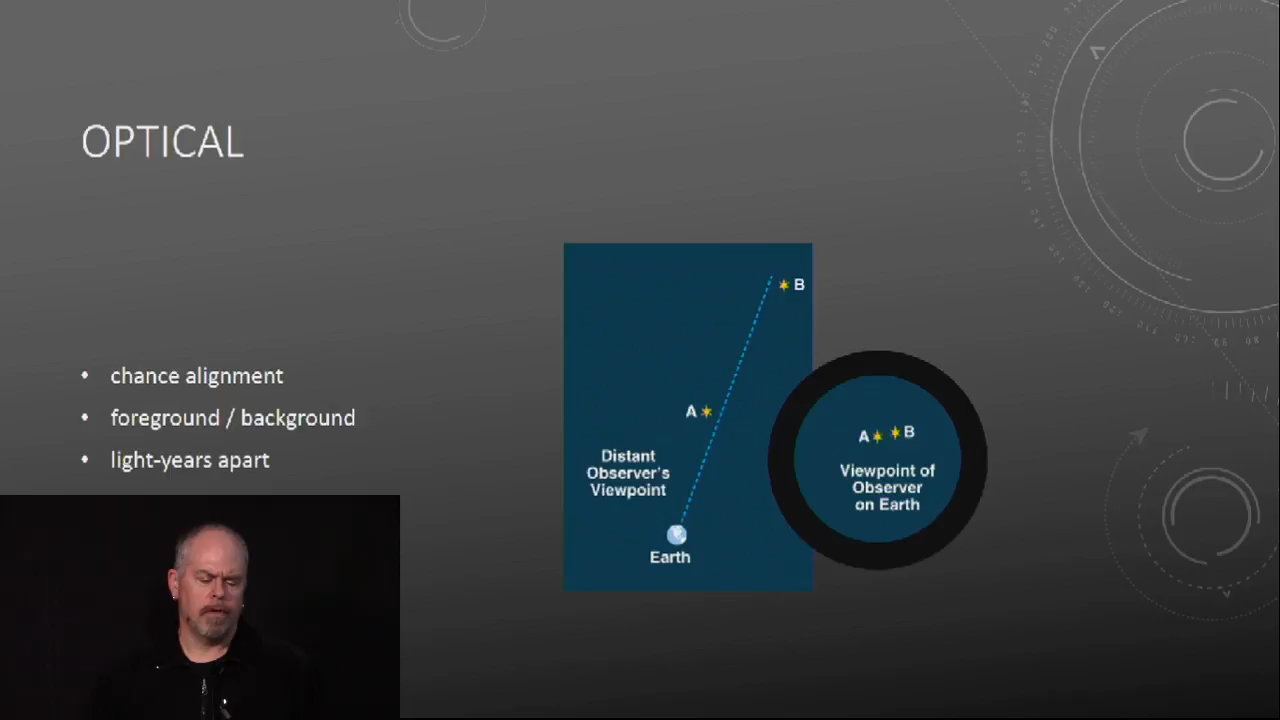 OPTICAL
• chance alignment
• foreground / background
• light-years apart
B
A
Distant
Observer's
Viewpoint
Earth
A B
Viewpoint of
Observer
on Earth